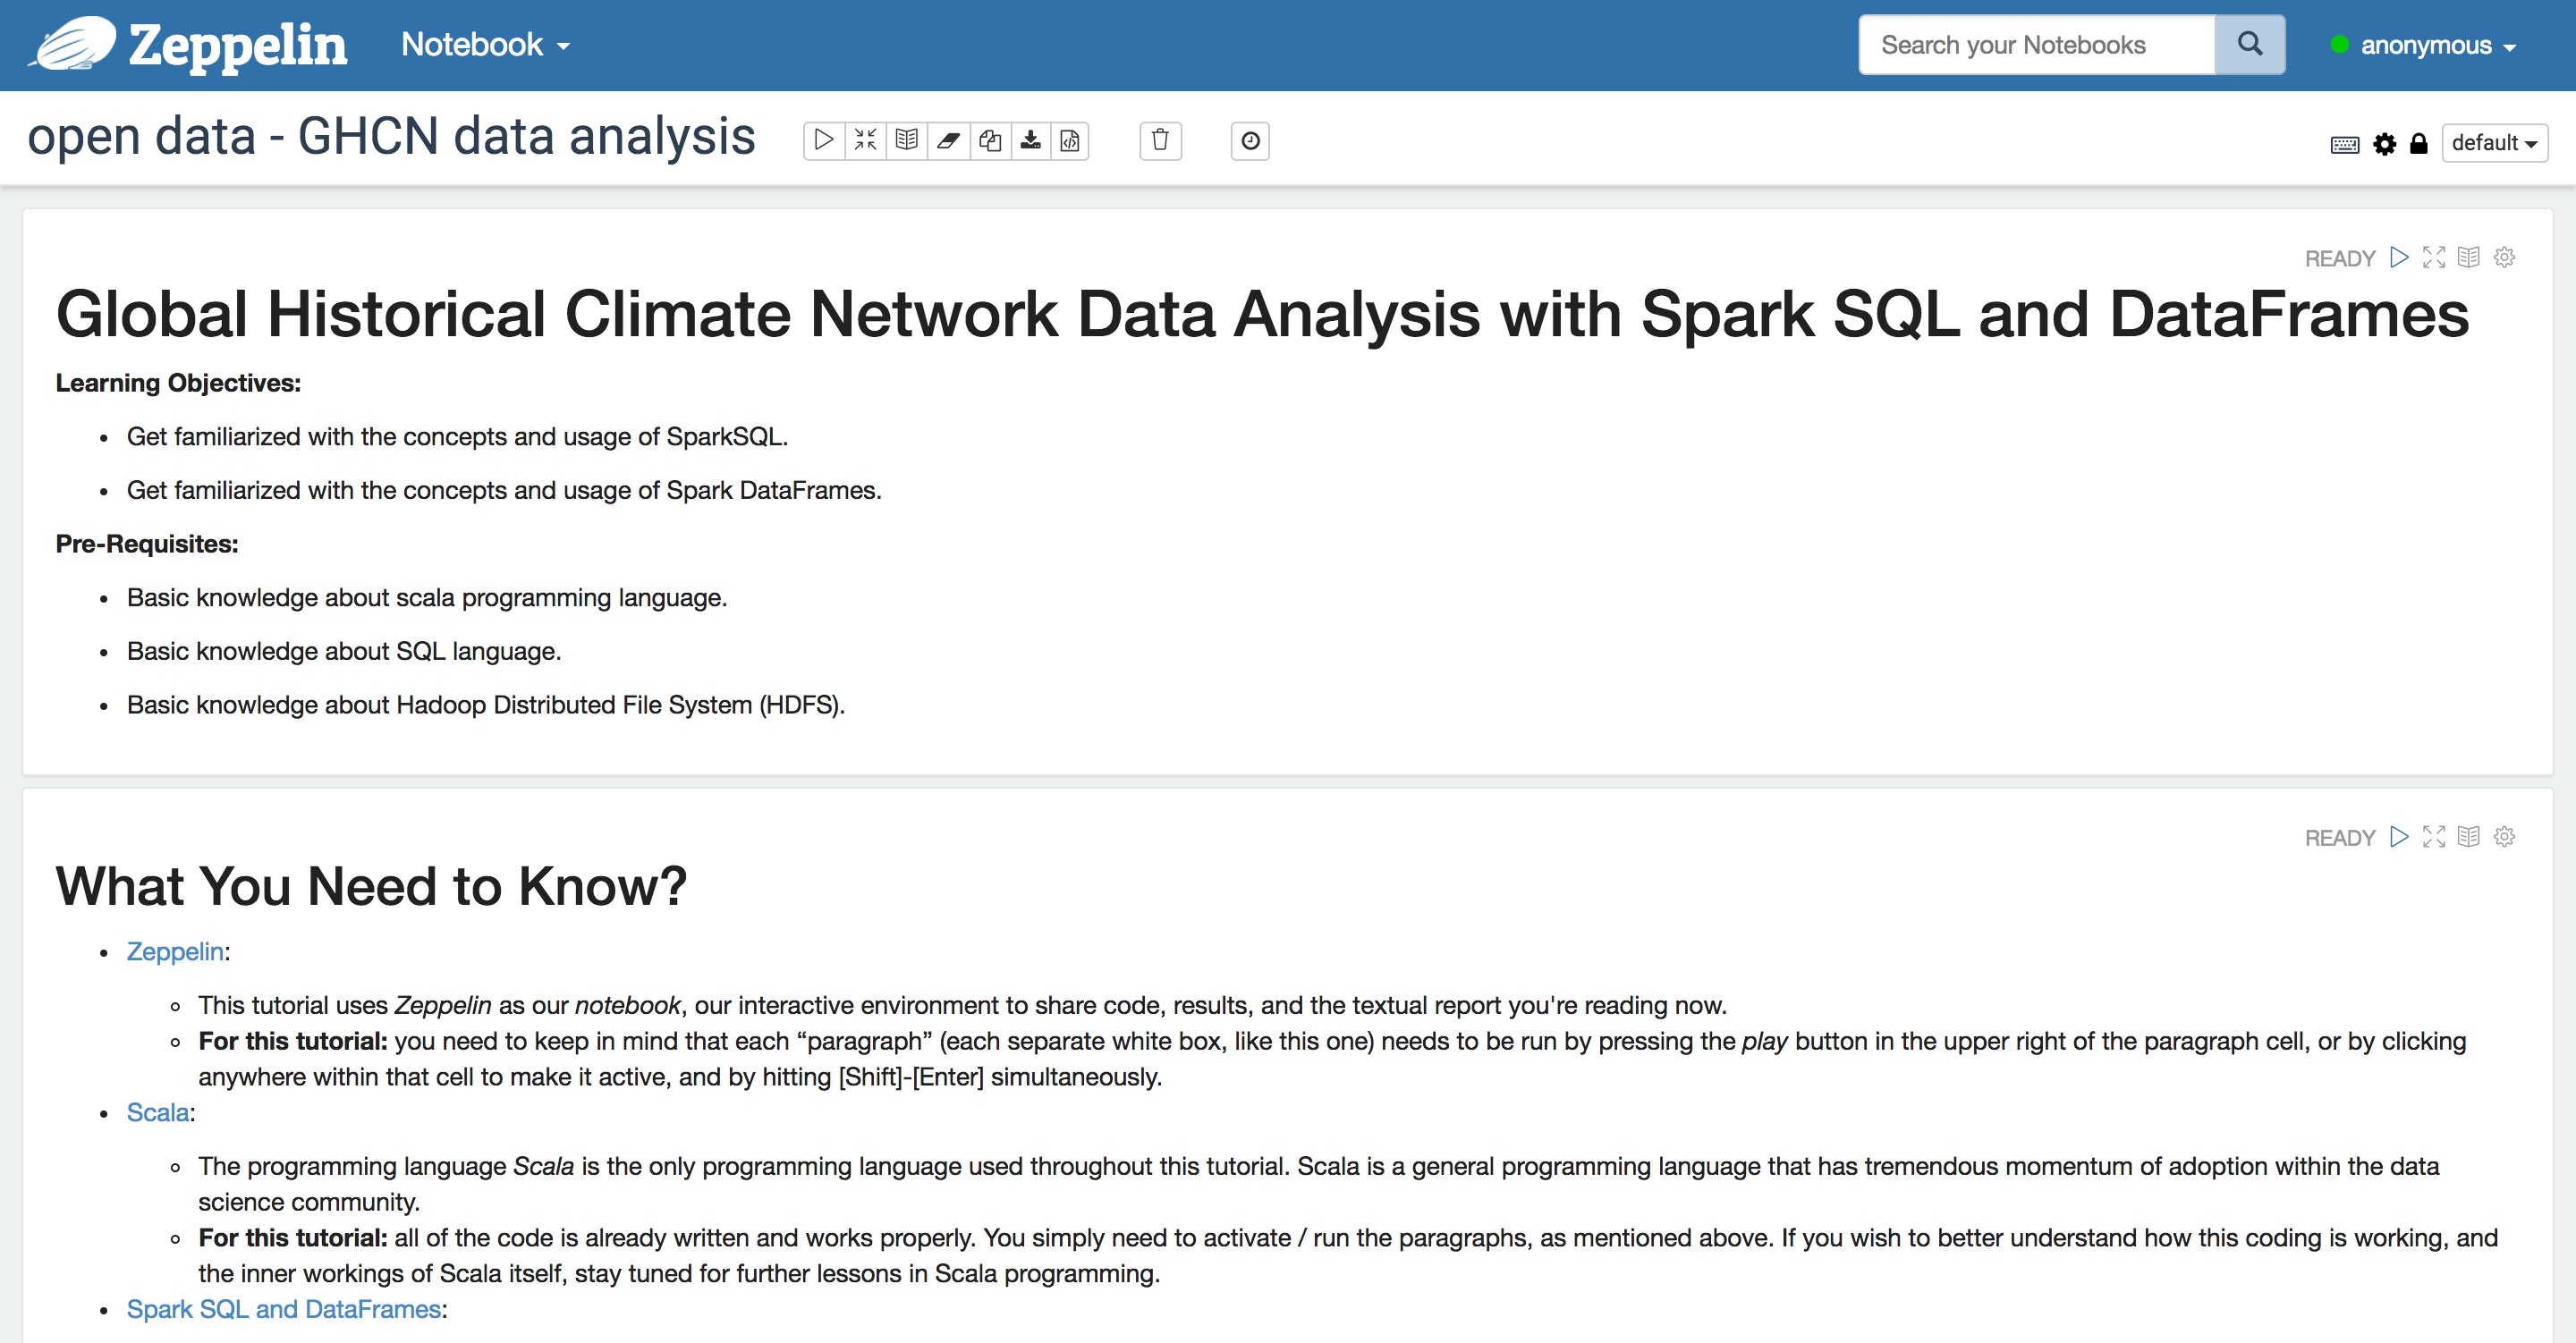 Zeppelin
Notebook
Search your Notebooks
anonymous
open data - GHCN data analysis
default
READY
Global Historical Climate Network Data Analysis with Spark SQL and DataFrames
Learning Objectives:
Get familiarized with the concepts and usage of SparkSQL.
Get familiarized with the concepts and usage of Spark DataFrames.
Pre-Requisites:
Basic knowledge about scala programming language.
Basic knowledge about SQL language.
Basic knowledge about Hadoop Distributed File System (HDFS).
READY
What You Need to Know?
Zeppelin:
This tutorial uses Zeppelin as our notebook, our interactive environment to share code, results, and the textual report you're reading now.
For this tutorial: you need to keep in mind that each “paragraph” (each separate white box, like this one) needs to be run by pressing the play button in the upper right of the paragraph cell, or by clicking
anywhere within that cell to make it active, and by hitting [Shift]-[Enter] simultaneously.
Scala:
The programming language Scala is the only programming language used throughout this tutorial. Scala is a general programming language that has tremendous momentum of adoption within the data
science community.
For this tutorial: all of the code is already written and works properly. You simply need to activate / run the paragraphs, as mentioned above. If you wish to better understand how this coding is working, and
the inner workings of Scala itself, stay tuned for further lessons in Scala programming.
Spark SQL and DataFrames: